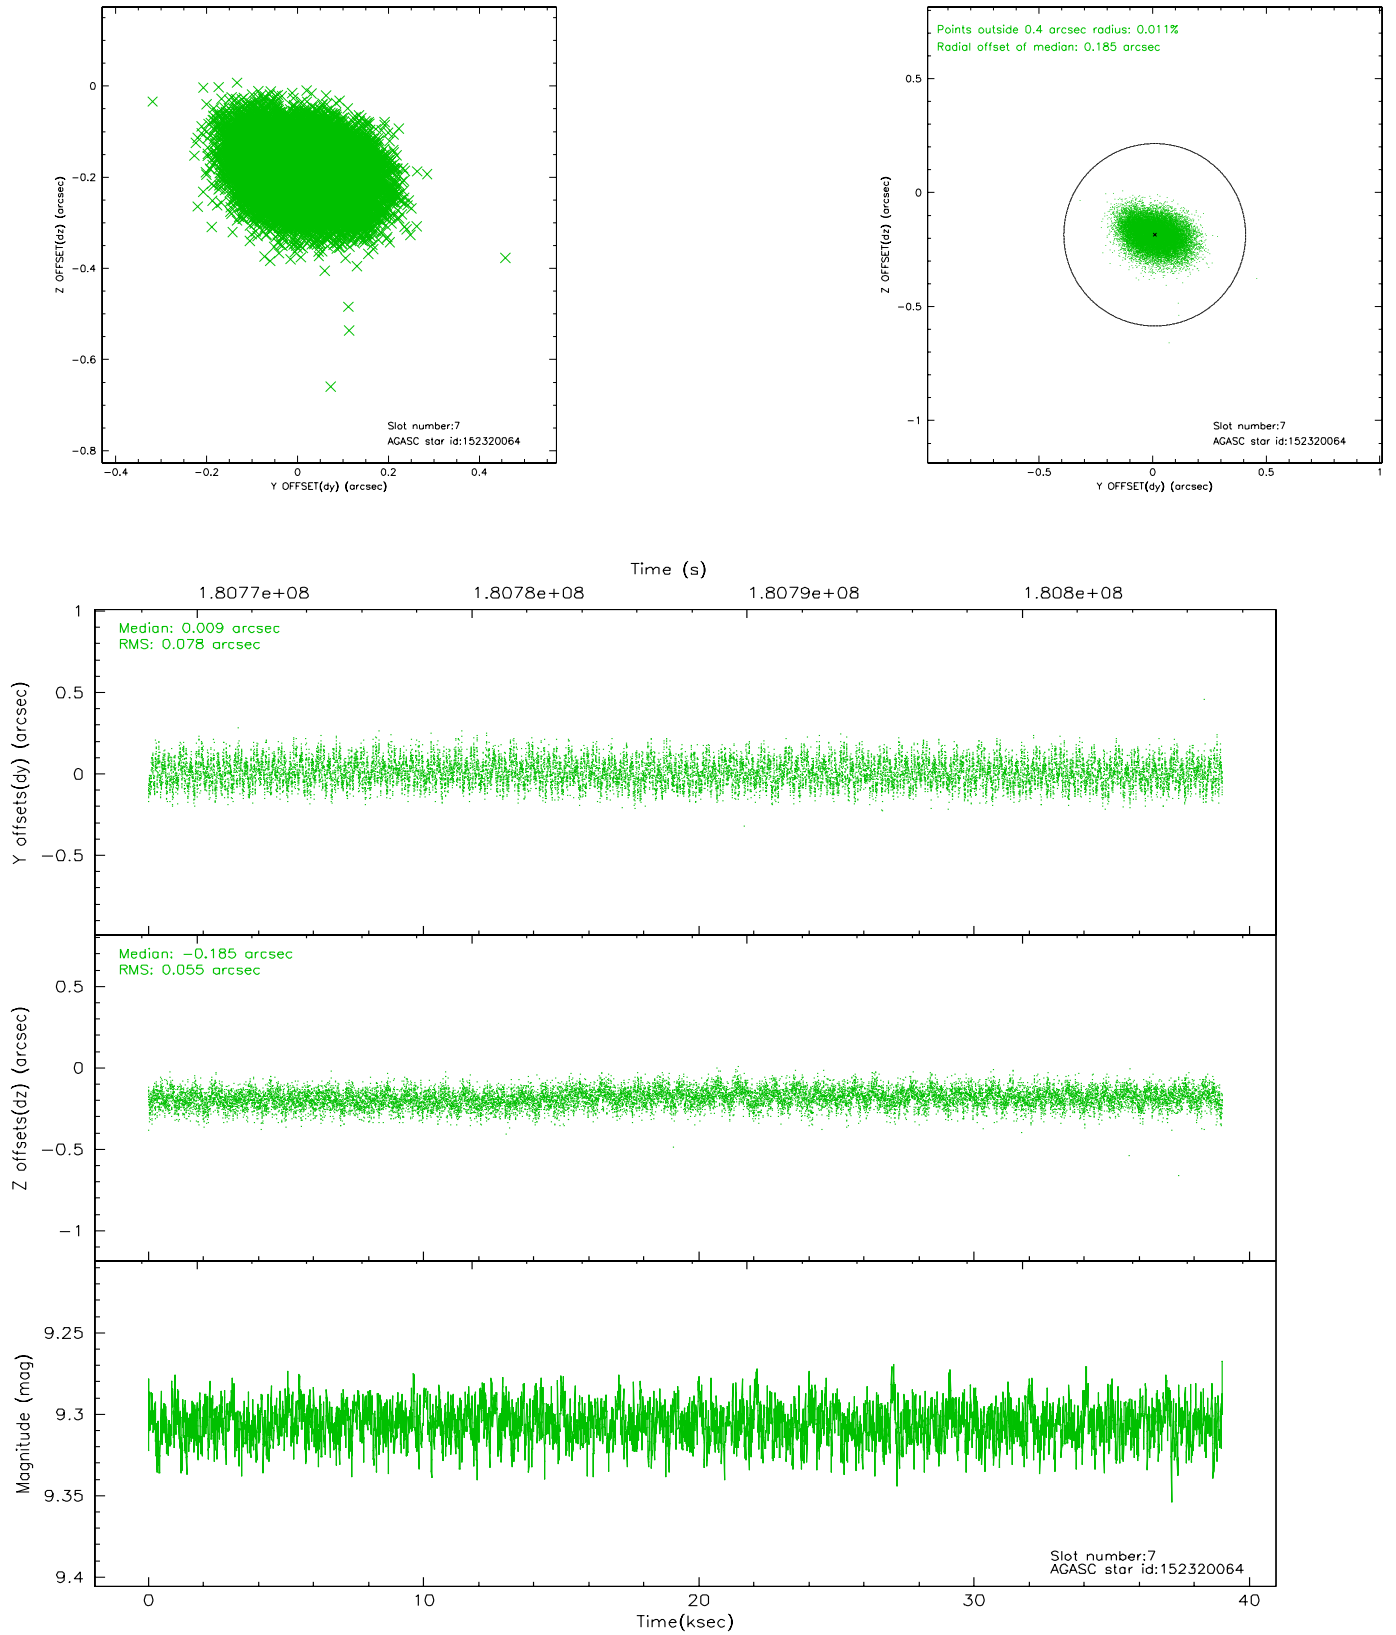 0
-0.2
-0.4
-0.6
-0.8
Z OFFSET(dz) (arcsec)
Slot number:7
AGASC star id:152320064
-0.4
-0.2
0
0.2
0.4
Y OFFSET(dy) (arcsec)
Points outside 0.4 arcsec radius: 0.011%
Radial offset of median: 0.185 arcsec
0.5
0
-0.5
-1
Z OFFSET(dz) (arcsec)
Slot number:7
AGASC star id:152320064
-0.5
0
0.5
1
Y OFFSET(dy) (arcsec)
Time (s)
1.8077e+08
1.8078e+08
1.8079e+08
1.808e+08
Median: 0.009 arcsec
RMS: 0.078 arcsec
1
0.5
0
-0.5
Y offsets(dy) (arcsec)
Median: -0.185 arcsec
RMS: 0.055 arcsec
0.5
0
-0.5
-1
Z offsets(dz) (arcsec)
9.25
9.3
9.35
9.4
Magnitude (mag)
Slot number:7
AGASC star id:152320064
0
10
20
30
40
Time(ksec)